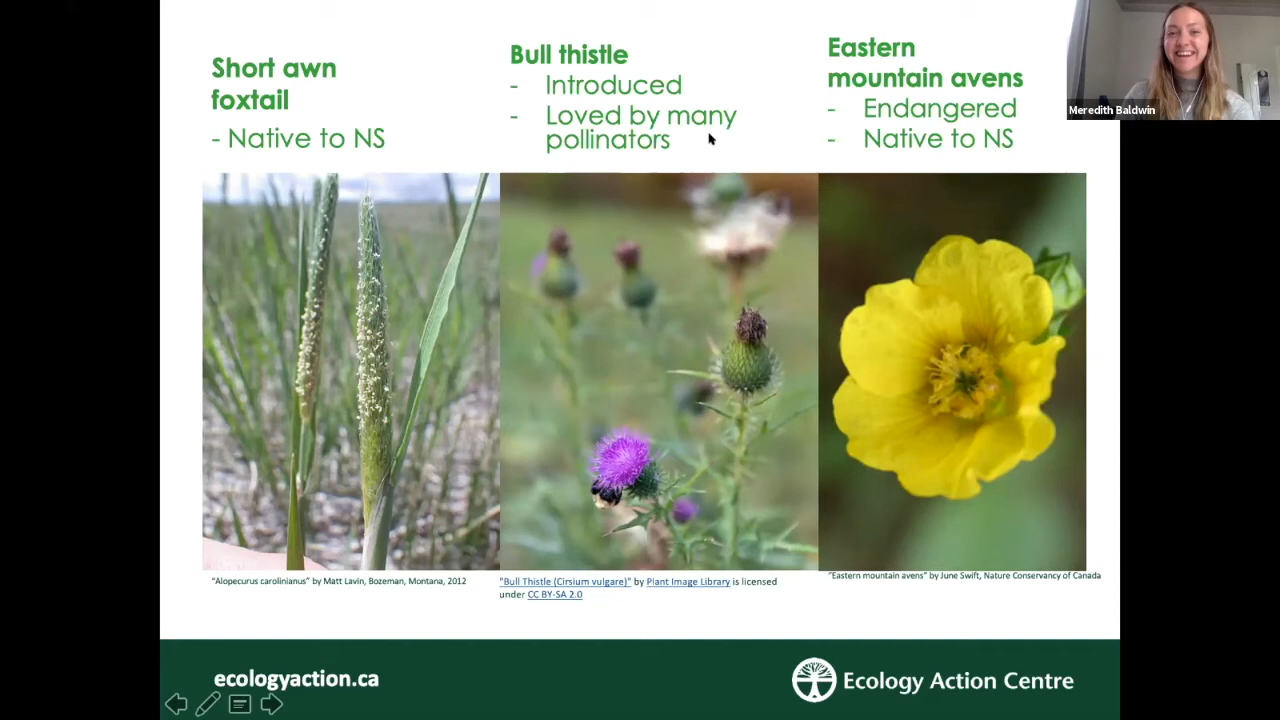 Short awn
foxtail
- Native to NS
Bull thistle
- Introduced
- Loved by many
pollinators
Eastern
mountain avens
- Endangered
- Native to NS
Meredith Baldwin
"Alopecurus carolinianus" by Matt Lavin, Bozeman, Montana, 2012
"Bull Thistle (Cirsium vulgare)" by Plant Image Library is licensed
under CC BY-SA 2.0
"Eastern mountain avens" by June Swift, Nature Conservancy of Canada
ecologyaction.ca
Ecology Action Centre